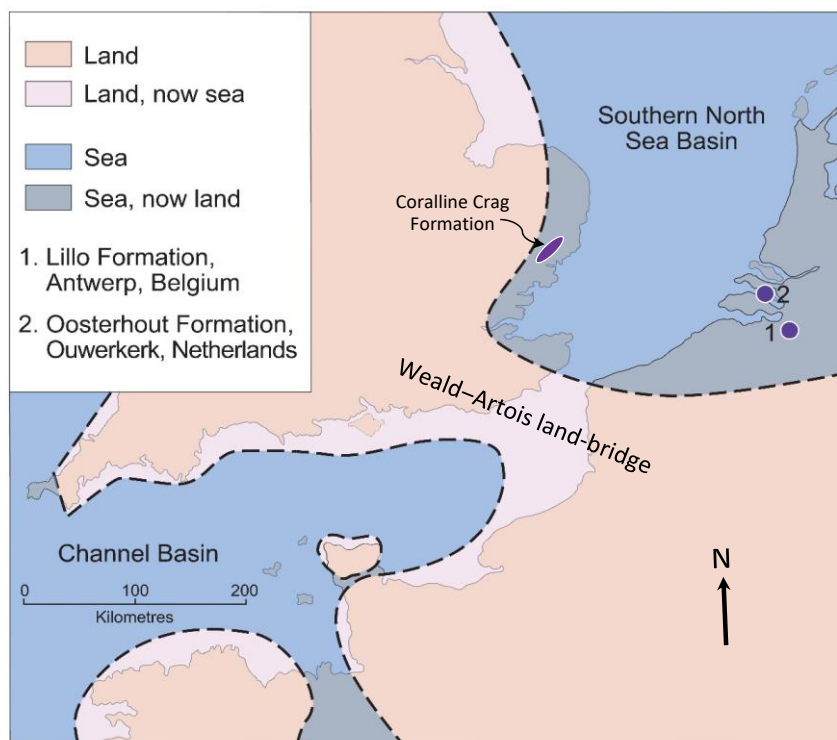 Land
Land, now sea
Sea
Sea, now land
1. Lillo Formation,
Antwerp, Belgium
2. Oosterhout Formation,
Ouwerkerk, Netherlands
Southern North
Sea Basin
Coralline Crag
Formation
2
1
Weald–Artois land-bridge
Channel Basin
0 100 200
Kilometres
N